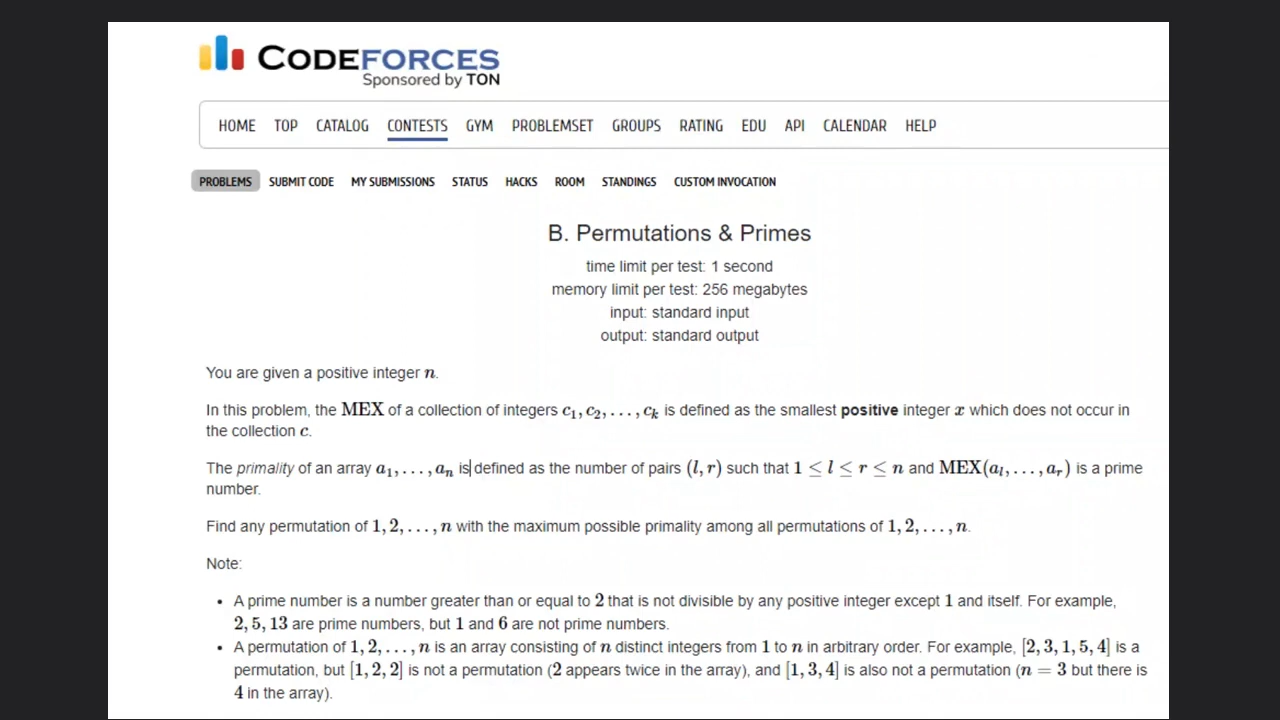 CODEFORCES
Sponsored by TON
HOME TOP CATALOG CONTESTS GYM PROBLEMSET GROUPS RATING EDU API CALENDAR HELP
PROBLEMS SUBMIT CODE MY SUBMISSIONS STATUS HACKS ROOM STANDINGS CUSTOM INVOCATION
B. Permutations & Primes
time limit per test: 1 second
memory limit per test: 256 megabytes
input: standard input
output: standard output
You are given a positive integer n.
In this problem, the MEX of a collection of integers c₁, c₂, . . . , cₖ is defined as the smallest positive integer x which does not occur in
the collection c.
The primality of an array a₁, . . . , aₙ is defined as the number of pairs (l, r) such that 1 ≤ l ≤ r ≤ n and MEX(aₗ, . . . , aᵣ) is a prime
number.
Find any permutation of 1, 2, . . . , n with the maximum possible primality among all permutations of 1, 2, . . . , n.
Note:
• A prime number is a number greater than or equal to 2 that is not divisible by any positive integer except 1 and itself. For example,
2, 5, 13 are prime numbers, but 1 and 6 are not prime numbers.
• A permutation of 1, 2, . . . , n is an array consisting of n distinct integers from 1 to n in arbitrary order. For example, [2, 3, 1, 5, 4] is a
permutation, but [1, 2, 2] is not a permutation (2 appears twice in the array), and [1, 3, 4] is also not a permutation (n = 3 but there is
4 in the array).